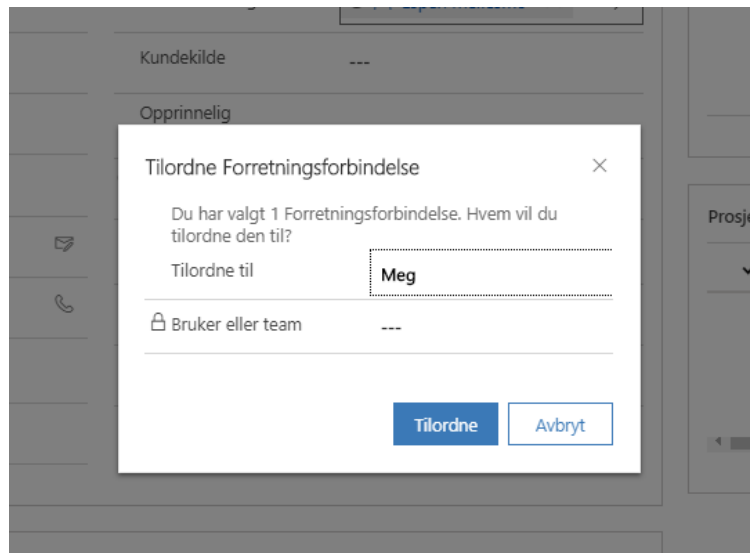 Kundekilde
---
Opprinnelig
Tilordne Forretningsforbindelse
Du har valgt 1 Forretningsforbindelse. Hvem vil du
tilordne den til?
Tilordne til
Meg
Bruker eller team
---
Tilordne
Avbryt